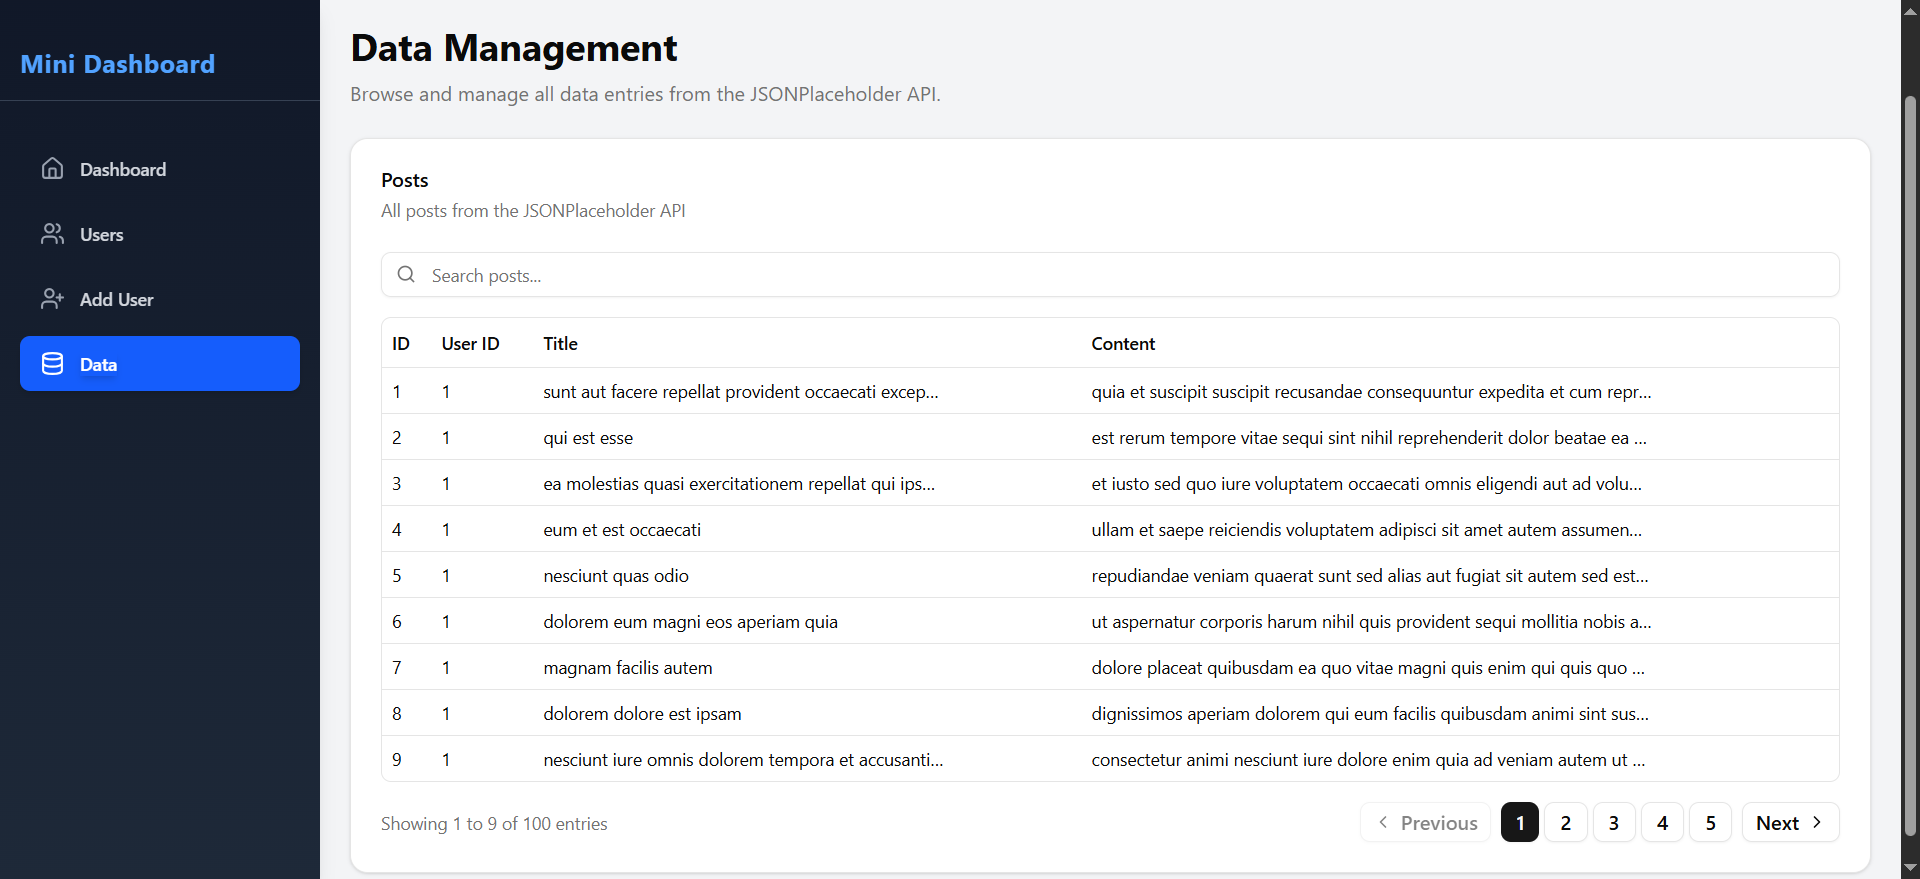 Mini Dashboard
Dashboard
Users
Add User
Data
Data Management
Browse and manage all data entries from the JSONPlaceholder API.
Posts
All posts from the JSONPlaceholder API
Search posts...
ID User ID Title Content
1 1 sunt aut facere repellat provident occaecati excep... quia et suscipit suscipit recusandae consequuntur expedita et cum repr...
2 1 qui est esse est rerum tempore vitae sequi sint nihil reprehenderit dolor beatae ea ...
3 1 ea molestias quasi exercitationem repellat qui ips... et iusto sed quo iure voluptatem occaecati omnis eligendi aut ad volu...
4 1 eum et est occaecati ullam et saepe reiciendis voluptatem adipisci sit amet autem assumen...
5 1 nesciunt quas odio repudiandae veniam quaerat sunt sed alias aut fugiat sit autem sed est...
6 1 dolorem eum magni eos aperiam quia ut aspernatur corporis harum nihil quis provident sequi mollitia nobis a...
7 1 magnam facilis autem dolore placeat quibusdam ea quo vitae magni quis enim qui quis quo ...
8 1 dolorem dolore est ipsam dignissimos aperiam dolorem qui eum facilis quibusdam animi sint sus...
9 1 nesciunt iure omnis dolorem tempora et accusanti... consectetur animi nesciunt iure dolore enim quia ad veniam autem ut ...
Showing 1 to 9 of 100 entries
Previous 1 2 3 4 5 Next